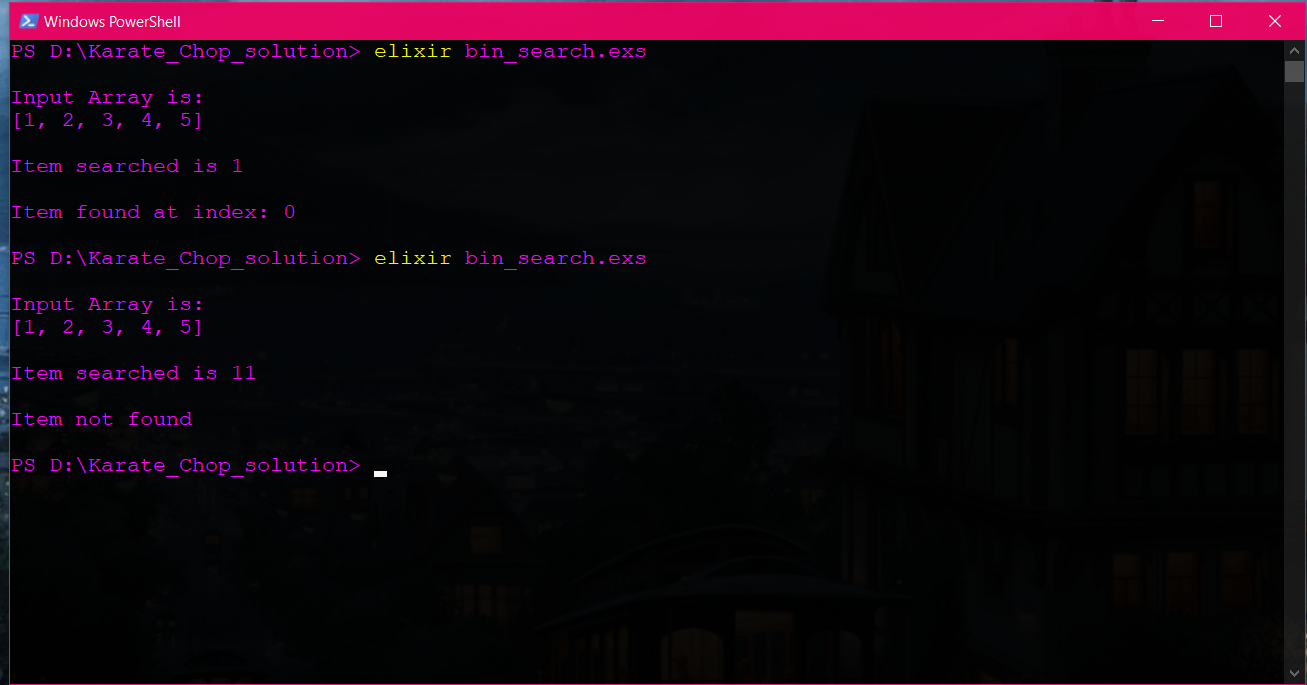 Windows PowerShell
PS D:\Karate_Chop_solution> elixir bin_search.exs
Input Array is:
[1, 2, 3, 4, 5]
Item searched is 1
Item found at index: 0
PS D:\Karate_Chop_solution> elixir bin_search.exs
Input Array is:
[1, 2, 3, 4, 5]
Item searched is 11
Item not found
PS D:\Karate_Chop_solution>